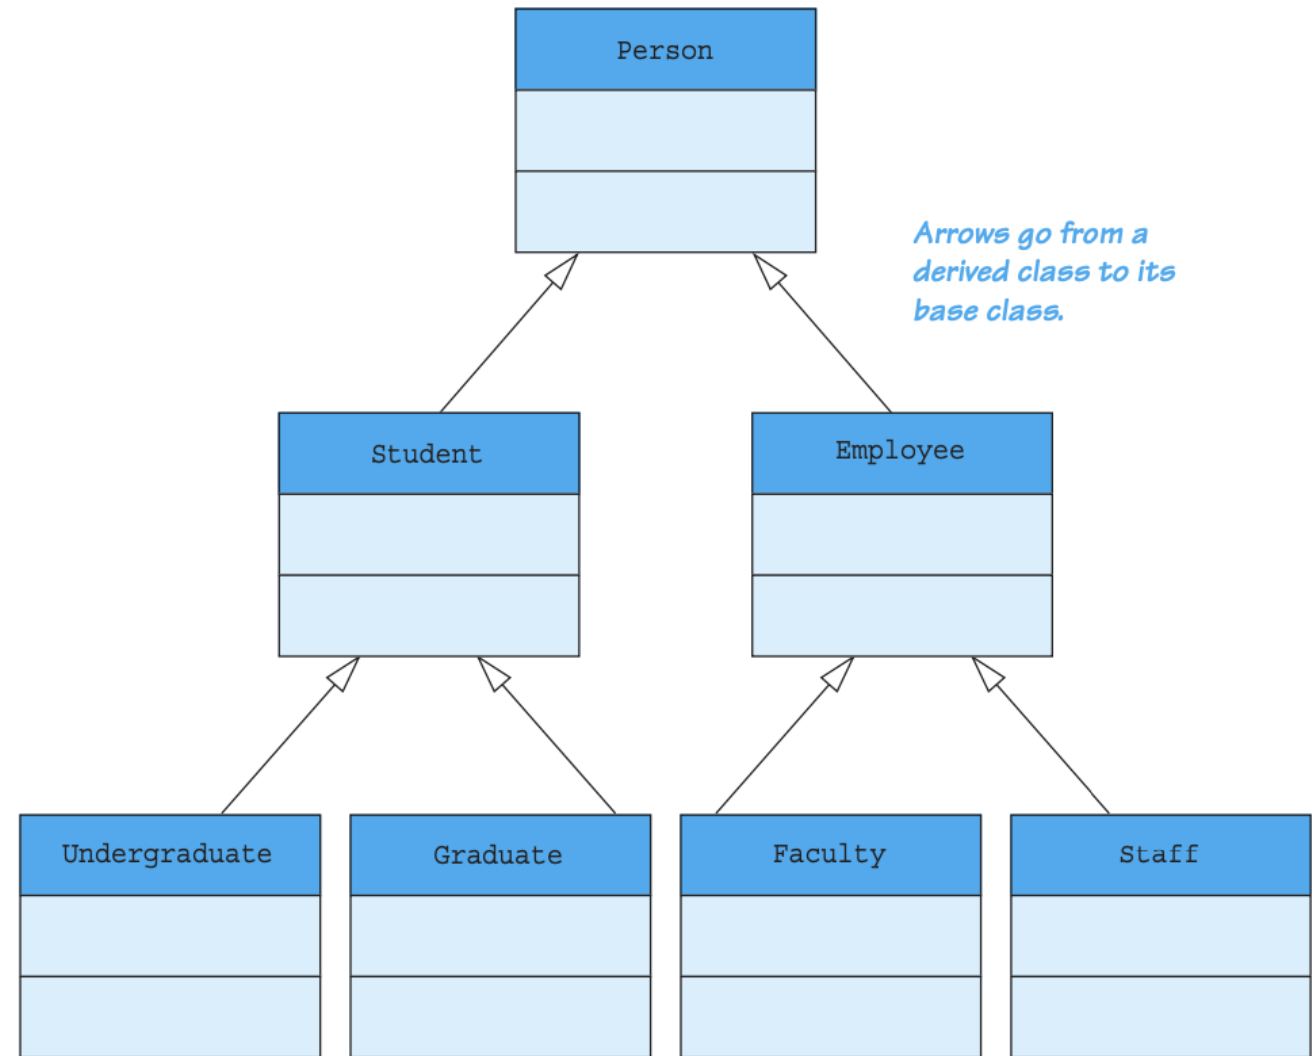 Person
Arrows go from a
derived class to its
base class.
Student
Employee
Undergraduate
Graduate
Faculty
Staff